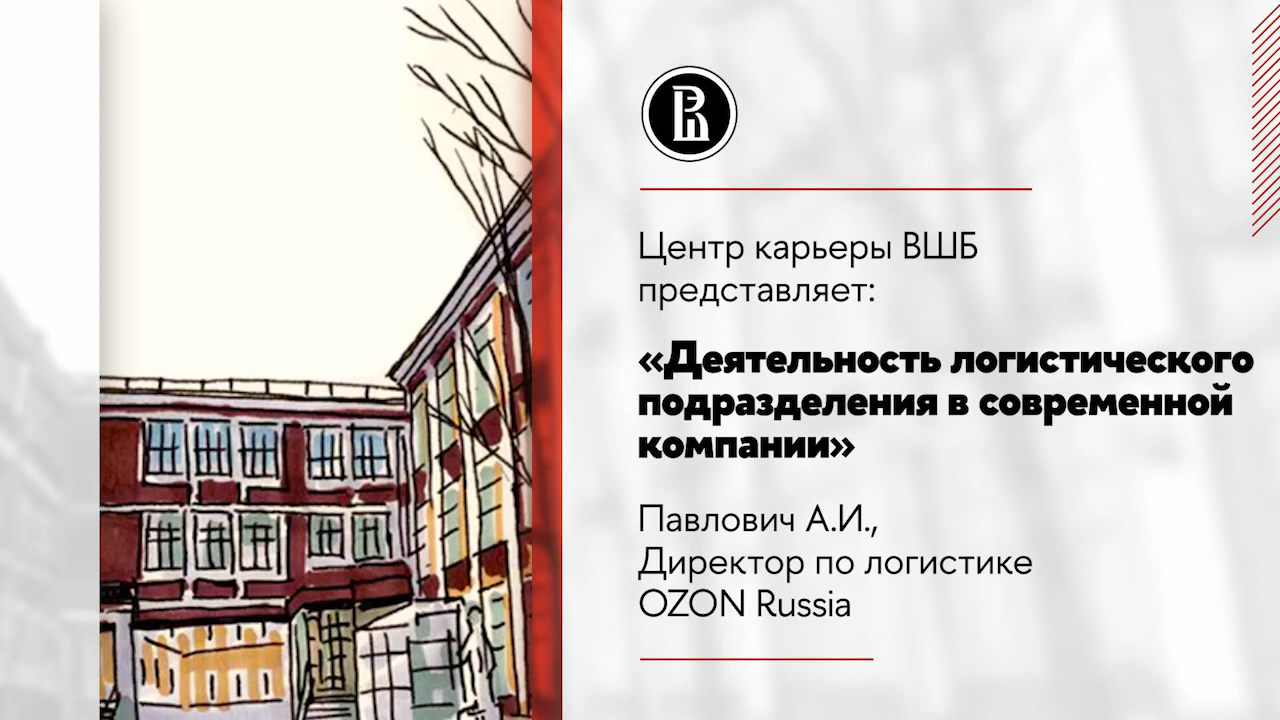 Центр карьеры ВШБ
представляет:
«Деятельность логистического
подразделения в современной
компании»
Павлович А.И.,
Директор по логистике
OZON Russia